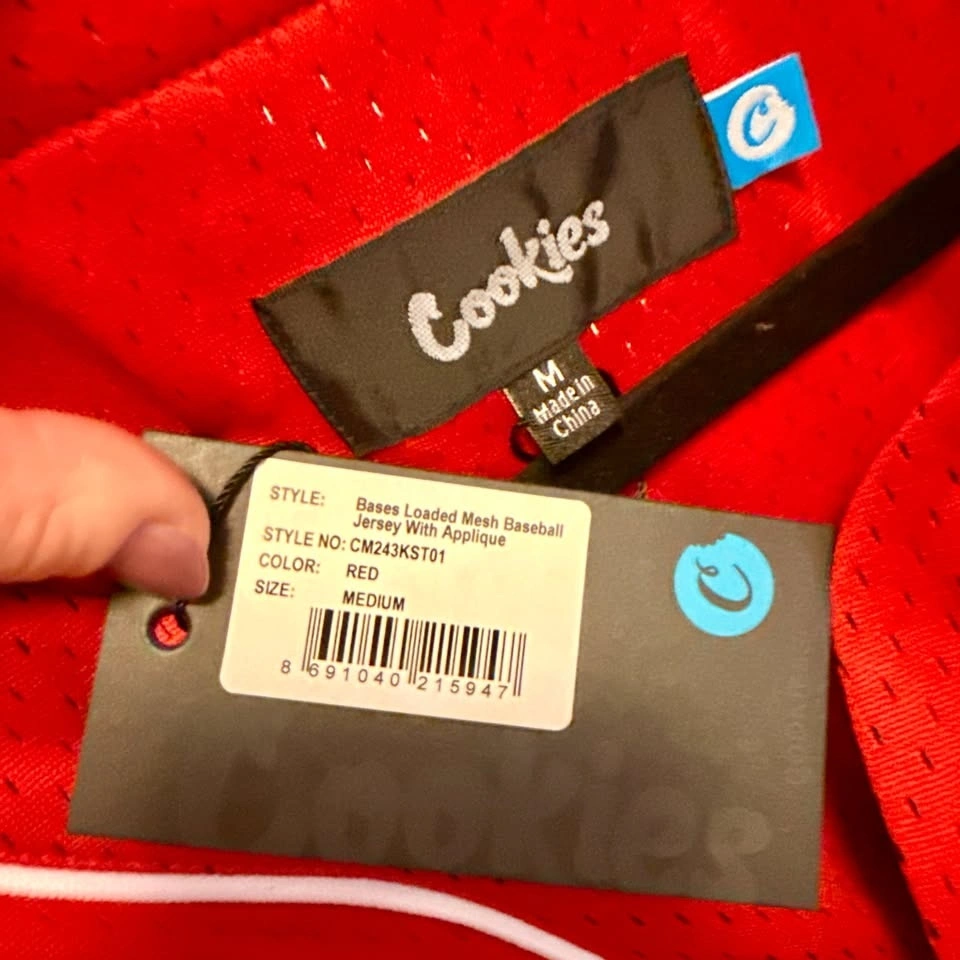 Cookies
C
M
Made in
China
STYLE: Bases Loaded Mesh Baseball
Jersey With Applique
STYLE NO: CM243KST01
COLOR: RED
SIZE: MEDIUM
8 691040 215947
C
Cookies